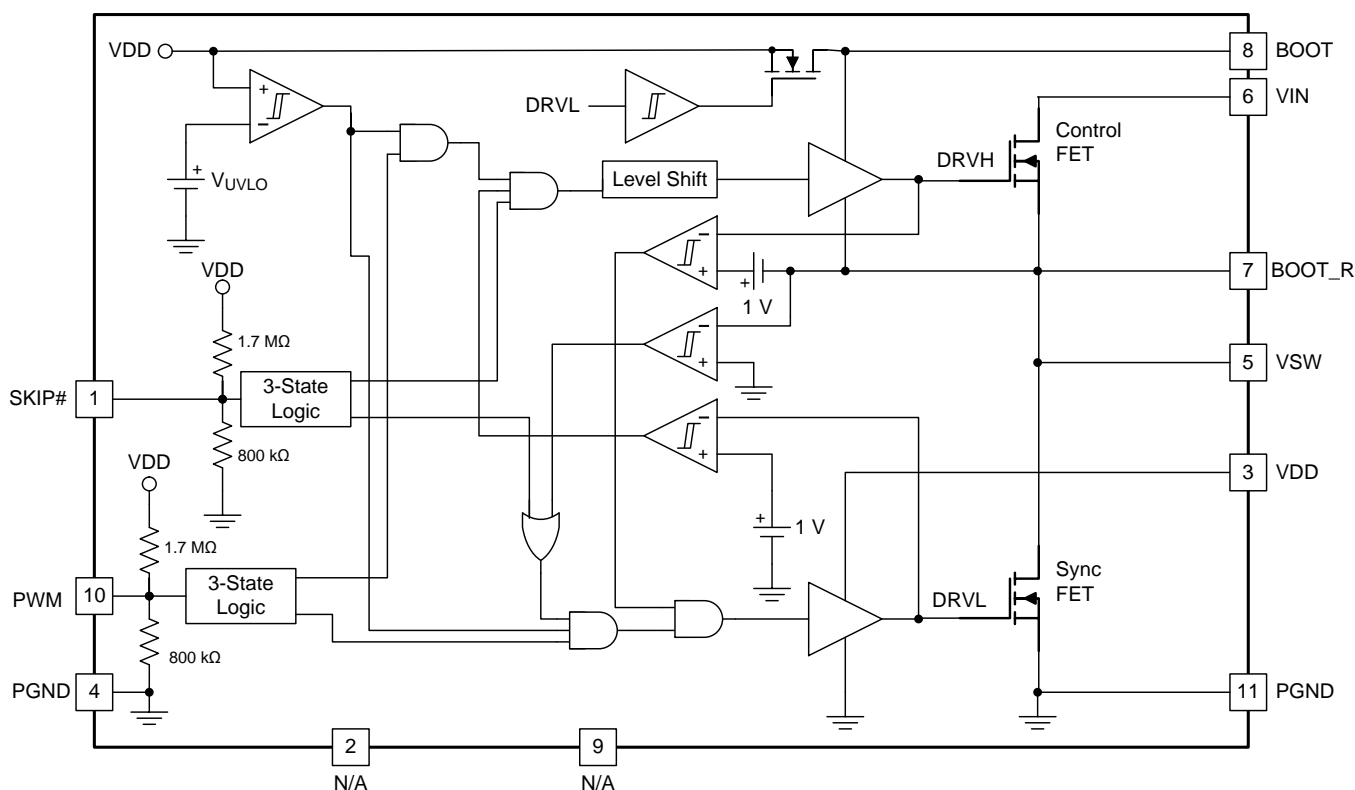 VDD
8
BOOT
DRVL
6
VIN
+
−
Control
FET
DRVH
+
VUVLO
Level Shift
−
+
+
1 V
7
BOOT_R
VDD
1.7 MΩ
−
+
5
VSW
SKIP#
1
3-State
Logic
800 kΩ
−
+
VDD
3
VDD
+
1 V
1.7 MΩ
PWM
10
3-State
Logic
Sync
FET
DRVL
800 kΩ
PGND
4
11
PGND
2
N/A
9
N/A